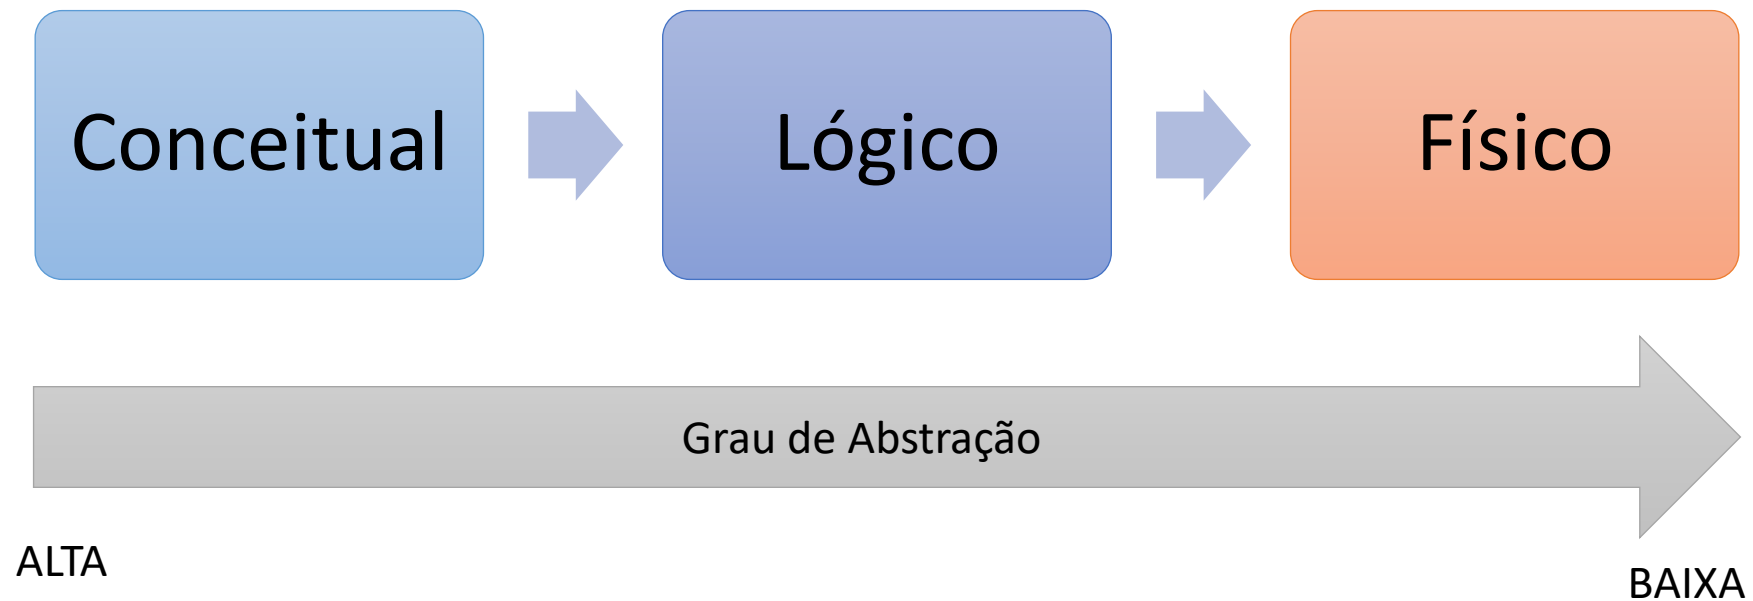 Conceitual
Lógico
Físico
Grau de Abstração
ALTA
BAIXA